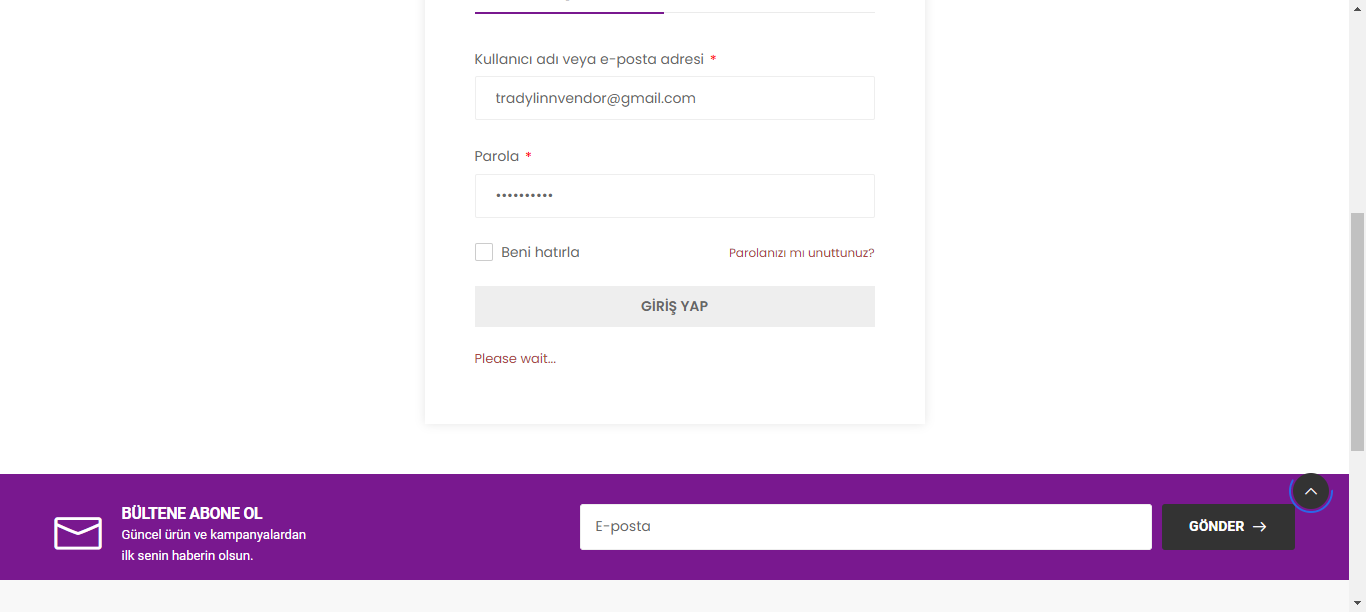 Kullanıcı adı veya e-posta adresi *
tradylinnvendor@gmail.com
Parola *
••••••••••
Beni hatırla
Parolanızı mı unuttunuz?
GİRİŞ YAP
Please wait...
BÜLTENE ABONE OL
Güncel ürün ve kampanyalardan
ilk senin haberin olsun.
E-posta
GÖNDER →